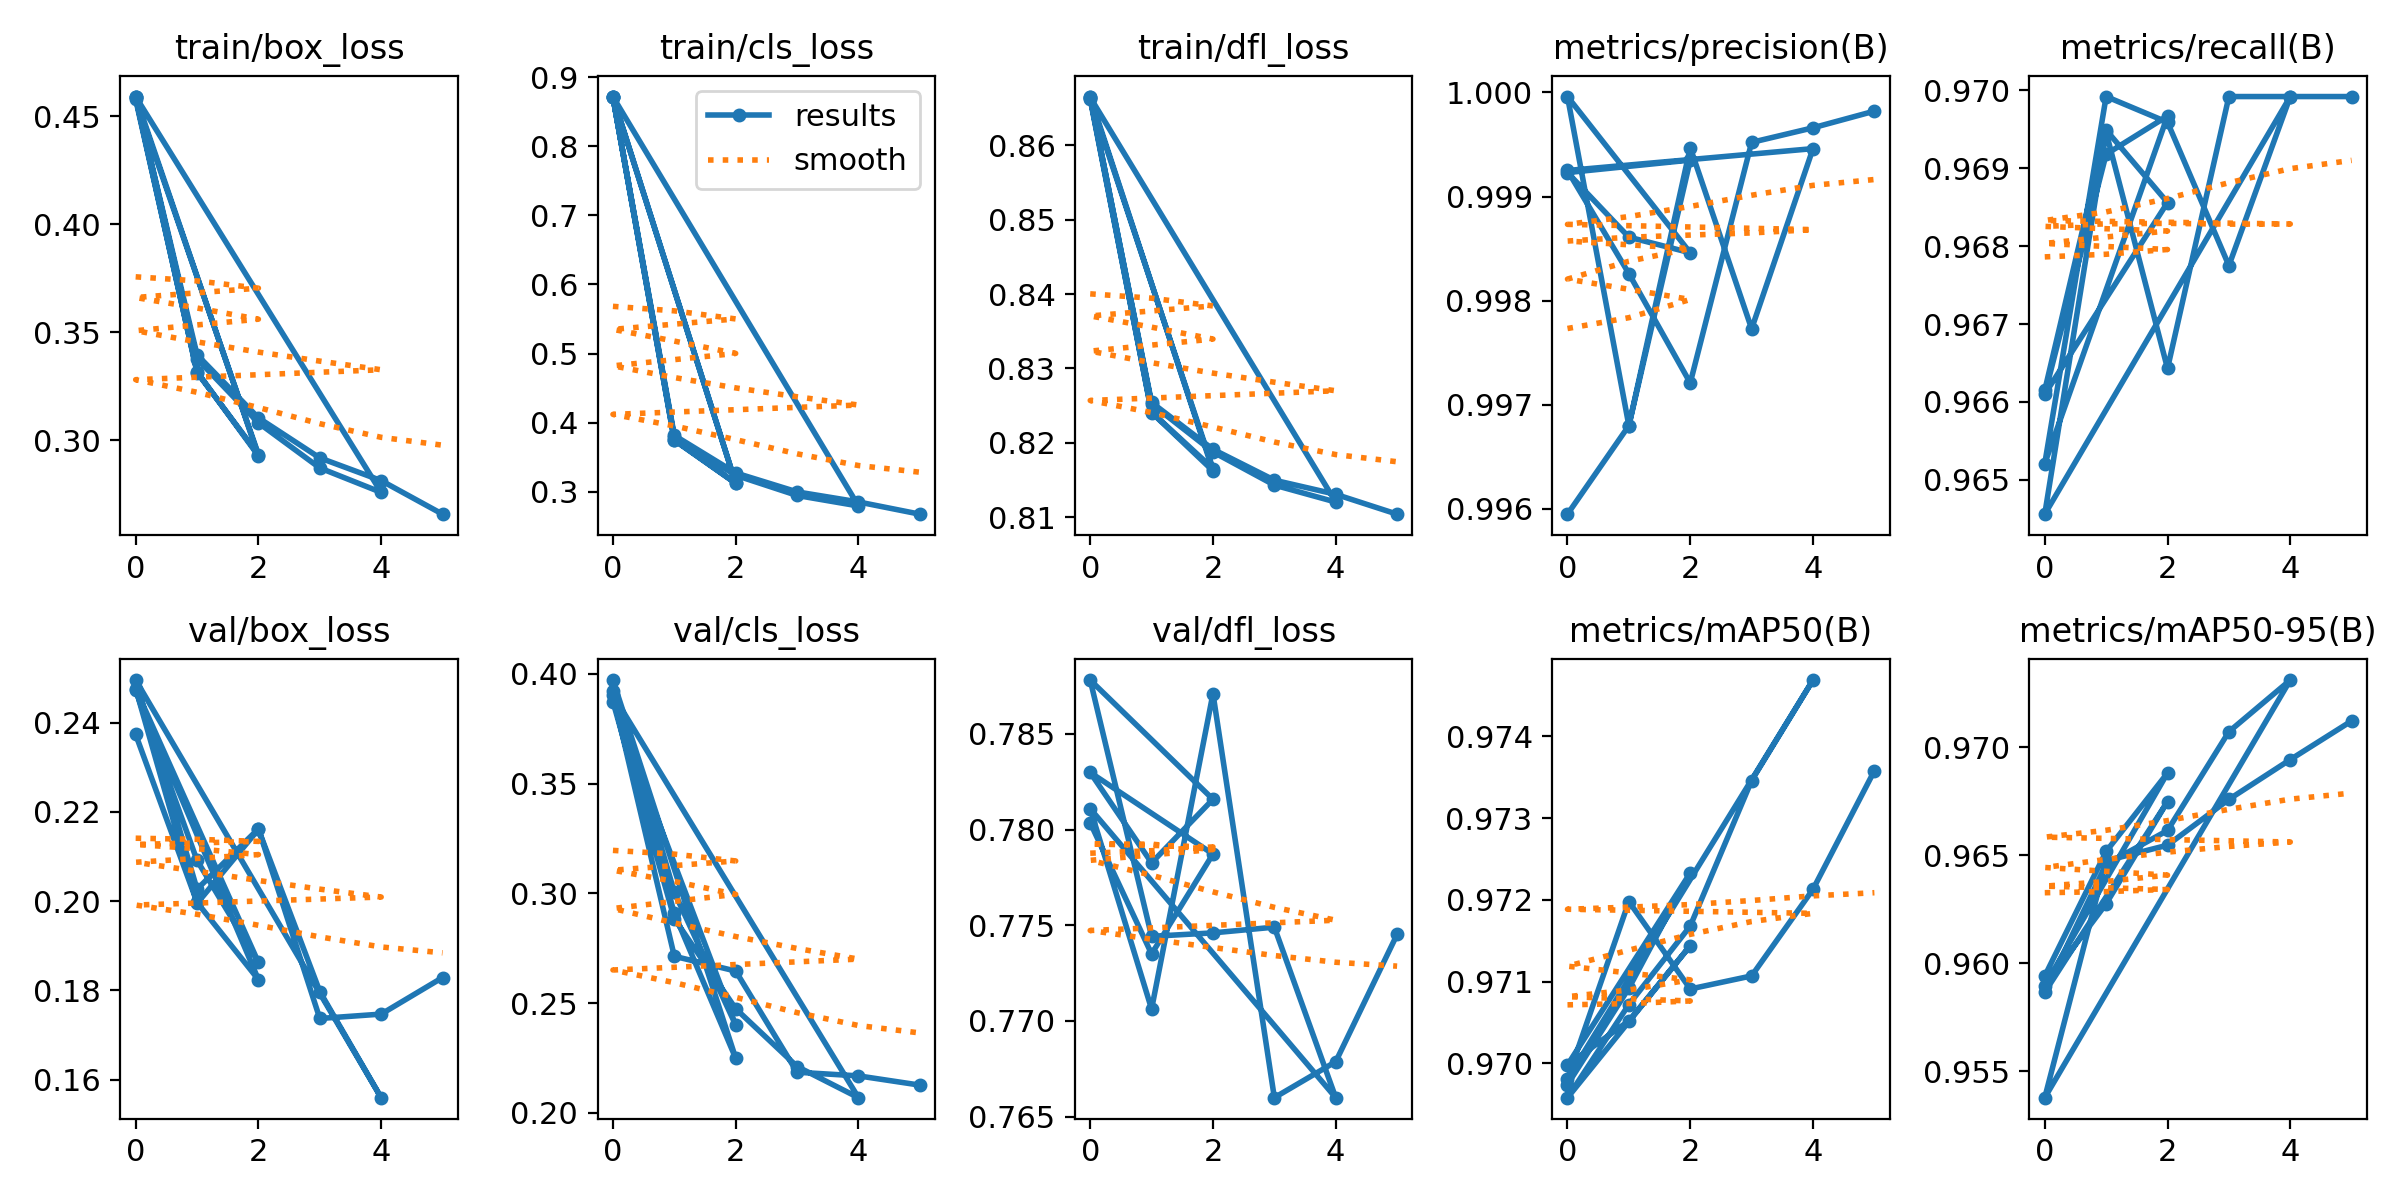 train/box_loss
0.45
0.40
0.35
0.30
0 2 4
train/cls_loss
results
smooth
0.9
0.8
0.7
0.6
0.5
0.4
0.3
0 2 4
train/dfl_loss
0.86
0.85
0.84
0.83
0.82
0.81
0 2 4
metrics/precision(B)
1.000
0.999
0.998
0.997
0.996
0 2 4
metrics/recall(B)
0.970
0.969
0.968
0.967
0.966
0.965
0 2 4
val/box_loss
0.24
0.22
0.20
0.18
0.16
0 2 4
val/cls_loss
0.40
0.35
0.30
0.25
0.20
0 2 4
val/dfl_loss
0.785
0.780
0.775
0.770
0.765
0 2 4
metrics/mAP50(B)
0.974
0.973
0.972
0.971
0.970
0 2 4
metrics/mAP50-95(B)
0.970
0.965
0.960
0.955
0 2 4